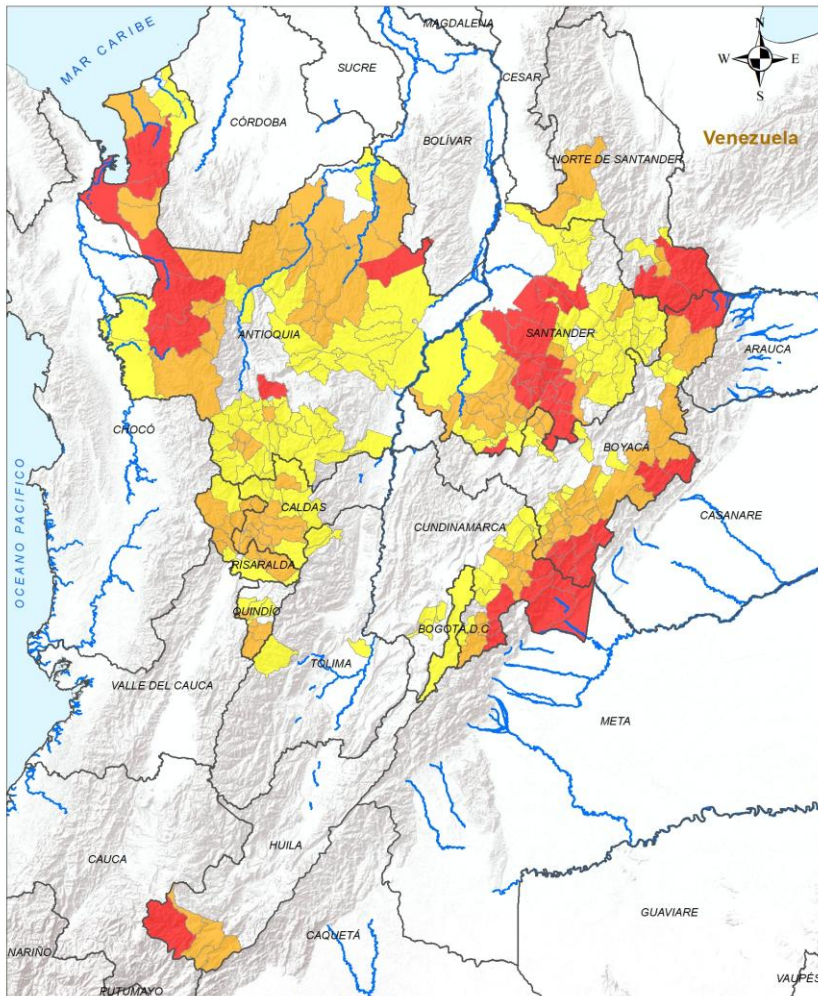 MAGDALENA
N
MAR CARIBE
W E
SUCRE
CESAR
S
CÓRDOBA
BOLÍVAR
Venezuela
NORTE DE SANTANDER
ANTIOQUIA
SANTANDER
ARAUCA
CHOCÓ
BOYACÁ
OCEANO PACIFICO
CALDAS
CASANARE
CUNDINAMARCA
RISARALDA
QUINDÍO
BOGOTÁ D.C
TOLIMA
VALLE DEL CAUCA
META
HUILA
CAUCA
GUAVIARE
CAQUETÁ
NARIÑO
PUTUMAYO
VAUPÉS